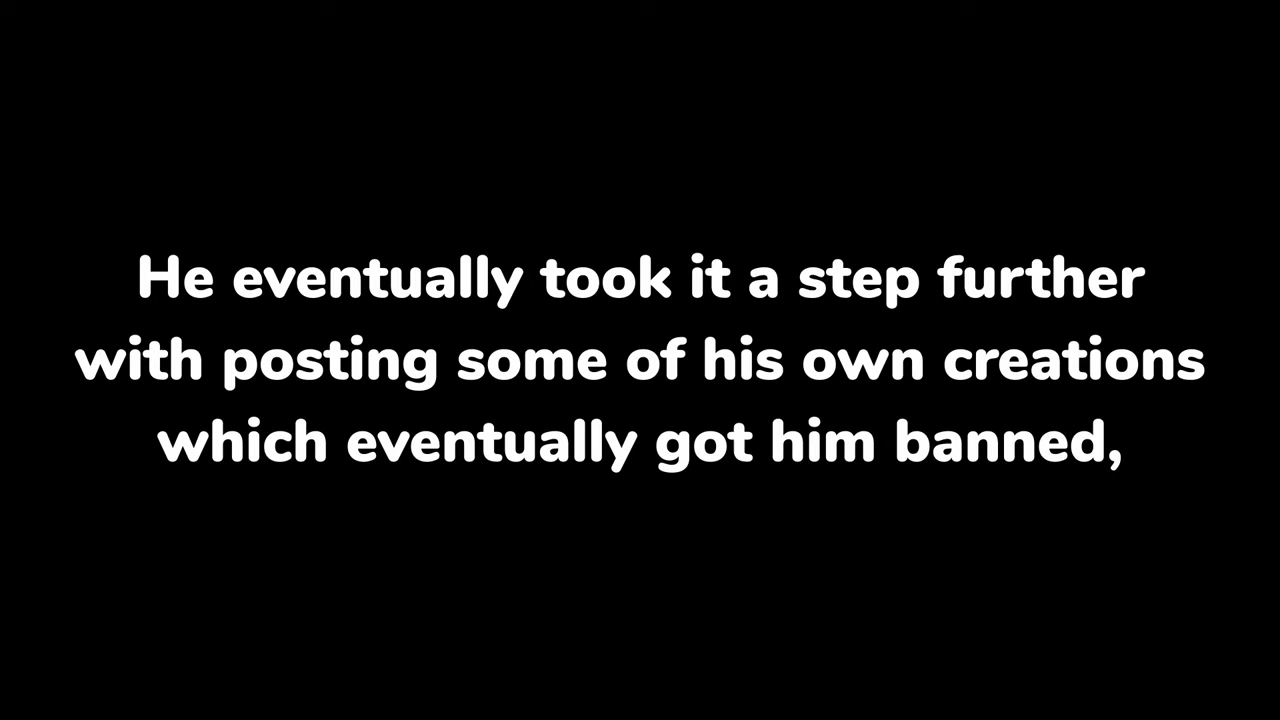 He eventually took it a step further
with posting some of his own creations
which eventually got him banned,